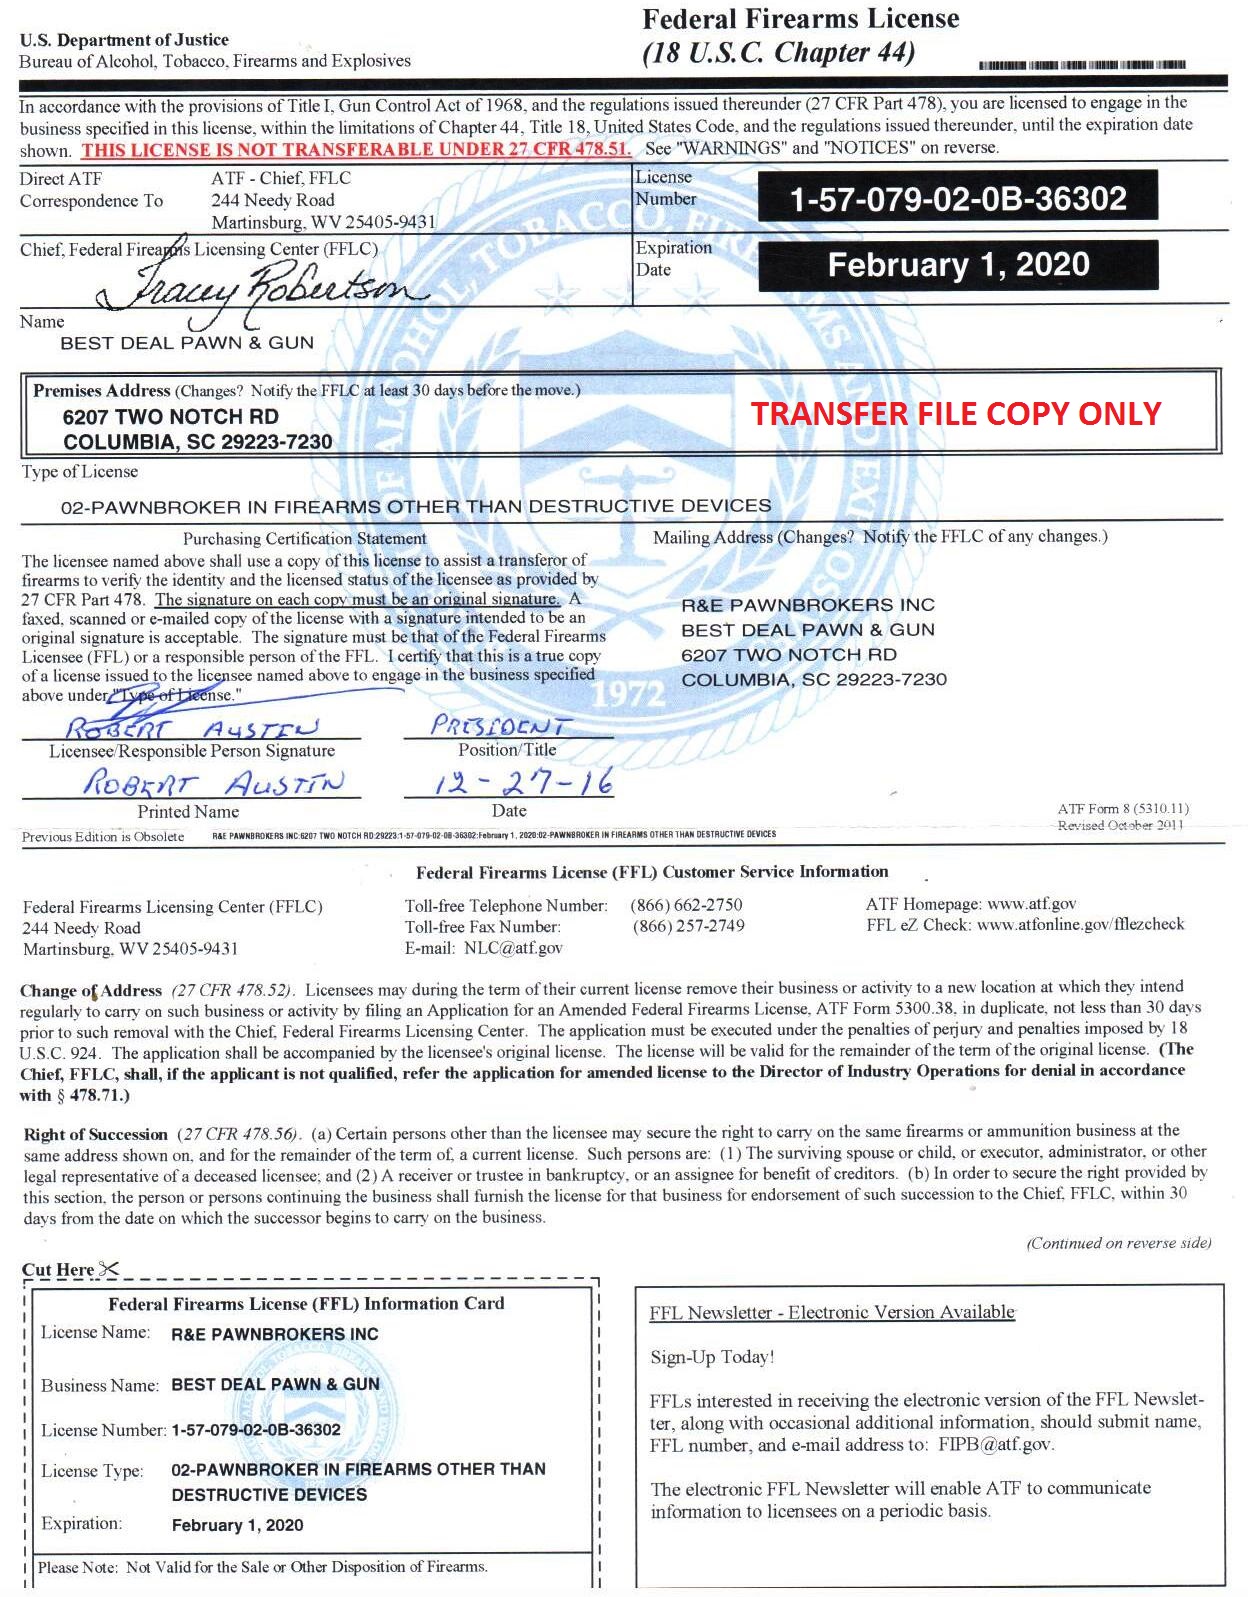 U.S. Department of Justice
Bureau of Alcohol, Tobacco, Firearms and Explosives
Federal Firearms License
(18 U.S.C. Chapter 44)
In accordance with the provisions of Title I, Gun Control Act of 1968, and the regulations issued thereunder (27 CFR Part 478), you are licensed to engage in the
business specified in this license, within the limitations of Chapter 44, Title 18, United States Code, and the regulations issued thereunder, until the expiration date
shown. THIS LICENSE IS NOT TRANSFERABLE UNDER 27 CFR 478.51. See "WARNINGS" and "NOTICES" on reverse.
Direct ATF
Correspondence To
ATF - Chief, FFLC
244 Needy Road
Martinsburg, WV 25405-9431
License
Number
1-57-079-02-0B-36302
Chief, Federal Firearms Licensing Center (FFLC)
Tracey Robertson
Expiration
Date
February 1, 2020
Name
BEST DEAL PAWN & GUN
Premises Address (Changes? Notify the FFLC at least 30 days before the move.)
6207 TWO NOTCH RD
COLUMBIA, SC 29223-7230
TRANSFER FILE COPY ONLY
Type of License
02-PAWNBROKER IN FIREARMS OTHER THAN DESTRUCTIVE DEVICES
Purchasing Certification Statement
The licensee named above shall use a copy of this license to assist a transferor of
firearms to verify the identity and the licensed status of the licensee as provided by
27 CFR Part 478. The signature on each copy must be an original signature. A
faxed, scanned or e-mailed copy of the license with a signature intended to be an
original signature is acceptable. The signature must be that of the Federal Firearms
Licensee (FFL) or a responsible person of the FFL. I certify that this is a true copy
of a license issued to the licensee named above to engage in the business specified
above under "Type of License."
Mailing Address (Changes? Notify the FFLC of any changes.)
R&E PAWNBROKERS INC
BEST DEAL PAWN & GUN
6207 TWO NOTCH RD
COLUMBIA, SC 29223-7230
1972
ROBERT AUSTIN
PRESIDENT
Licensee/Responsible Person Signature
Position/Title
ROBERT AUSTIN
12-27-16
Printed Name
Date
ATF Form 8 (5310.11)
Revised October 2011
Previous Edition is Obsolete
R&E PAWNBROKERS INC:6207 TWO NOTCH RD:29223:1-57-079-02-0B-36302:February 1, 2020:02-PAWNBROKER IN FIREARMS OTHER THAN DESTRUCTIVE DEVICES
Federal Firearms License (FFL) Customer Service Information
Federal Firearms Licensing Center (FFLC)
244 Needy Road
Martinsburg, WV 25405-9431
Toll-free Telephone Number: (866) 662-2750
Toll-free Fax Number: (866) 257-2749
E-mail: NLC@atf.gov
ATF Homepage: www.atf.gov
FFL eZ Check: www.atfonline.gov/fflezcheck
Change of Address (27 CFR 478.52). Licensees may during the term of their current license remove their business or activity to a new location at which they intend
regularly to carry on such business or activity by filing an Application for an Amended Federal Firearms License, ATF Form 5300.38, in duplicate, not less than 30 days
prior to such removal with the Chief, Federal Firearms Licensing Center. The application must be executed under the penalties of perjury and penalties imposed by 18
U.S.C. 924. The application shall be accompanied by the licensee's original license. The license will be valid for the remainder of the term of the original license. (The
Chief, FFLC, shall, if the applicant is not qualified, refer the application for amended license to the Director of Industry Operations for denial in accordance
with § 478.71.)
Right of Succession (27 CFR 478.56). (a) Certain persons other than the licensee may secure the right to carry on the same firearms or ammunition business at the
same address shown on, and for the remainder of the term of, a current license. Such persons are: (1) The surviving spouse or child, or executor, administrator, or other
legal representative of a deceased licensee; and (2) A receiver or trustee in bankruptcy, or an assignee for benefit of creditors. (b) In order to secure the right provided by
this section, the person or persons continuing the business shall furnish the license for that business for endorsement of such succession to the Chief, FFLC, within 30
days from the date on which the successor begins to carry on the business.
(Continued on reverse side)
Cut Here
Federal Firearms License (FFL) Information Card
License Name: R&E PAWNBROKERS INC
Business Name: BEST DEAL PAWN & GUN
License Number: 1-57-079-02-0B-36302
License Type: 02-PAWNBROKER IN FIREARMS OTHER THAN
DESTRUCTIVE DEVICES
Expiration: February 1, 2020
Please Note: Not Valid for the Sale or Other Disposition of Firearms.
FFL Newsletter - Electronic Version Available
Sign-Up Today!
FFLs interested in receiving the electronic version of the FFL Newslet-
ter, along with occasional additional information, should submit name,
FFL number, and e-mail address to: FIPB@atf.gov.
The electronic FFL Newsletter will enable ATF to communicate
information to licensees on a periodic basis.